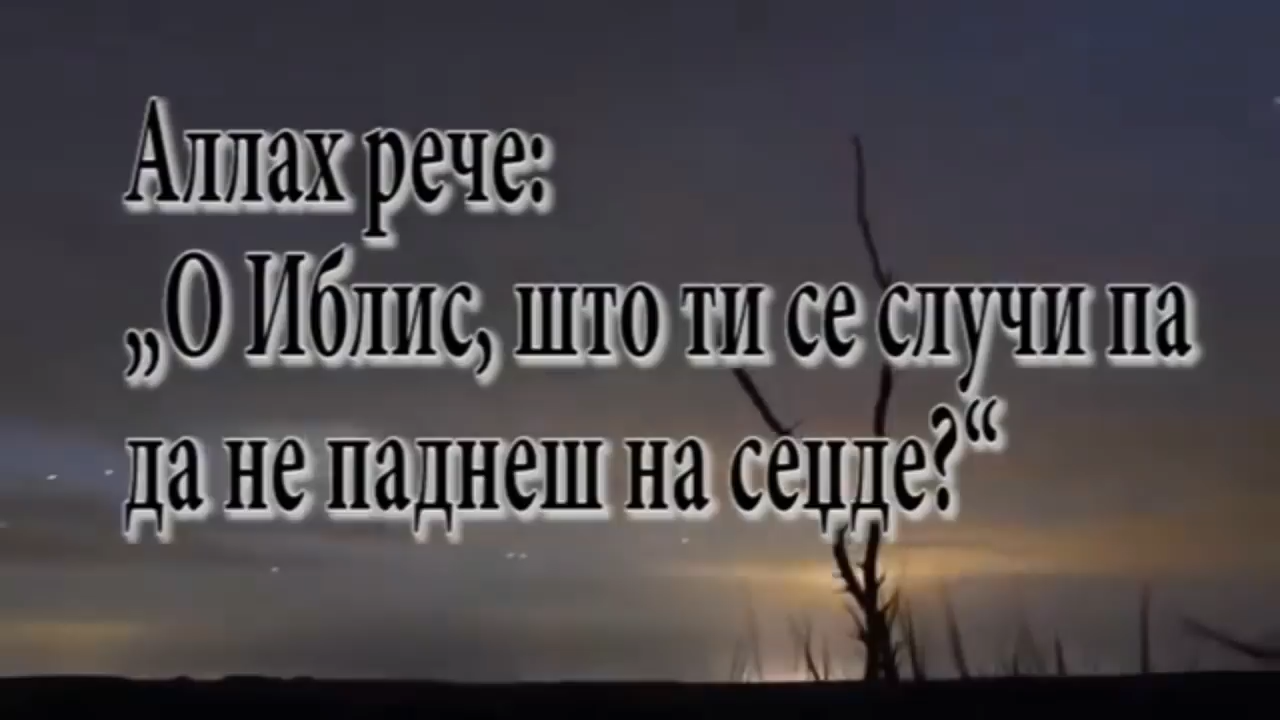 Аллах рече:
„О Иблис, што ти се случи па
да не паднеш на сеџде?“